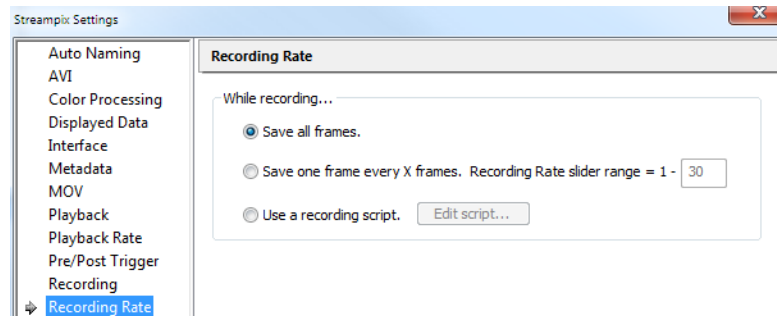 Streampix Settings
Auto Naming
AVI
Color Processing
Displayed Data
Interface
Metadata
MOV
Playback
Playback Rate
Pre/Post Trigger
Recording
Recording Rate
Recording Rate
While recording...
Save all frames.
Save one frame every X frames. Recording Rate slider range = 1 - 30
Use a recording script. Edit script...